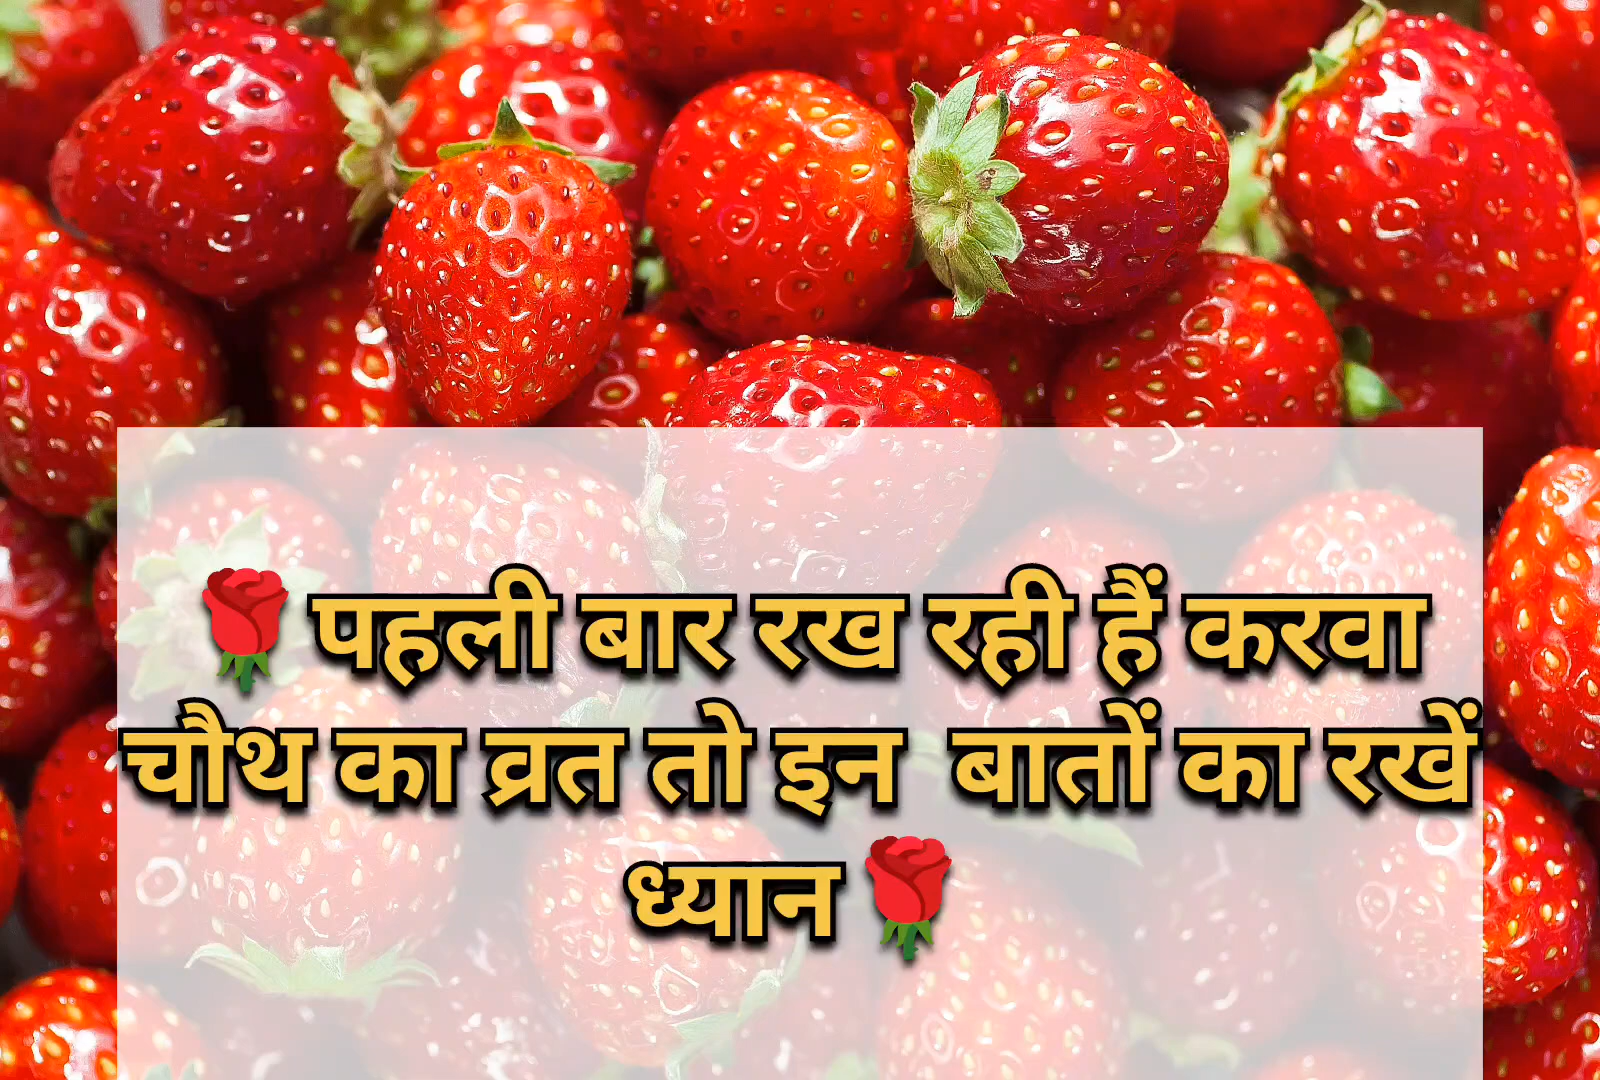 🌹पहली बार रख रही हैं करवा
चौथ का व्रत तो इन बातों का रखें
ध्यान🌹